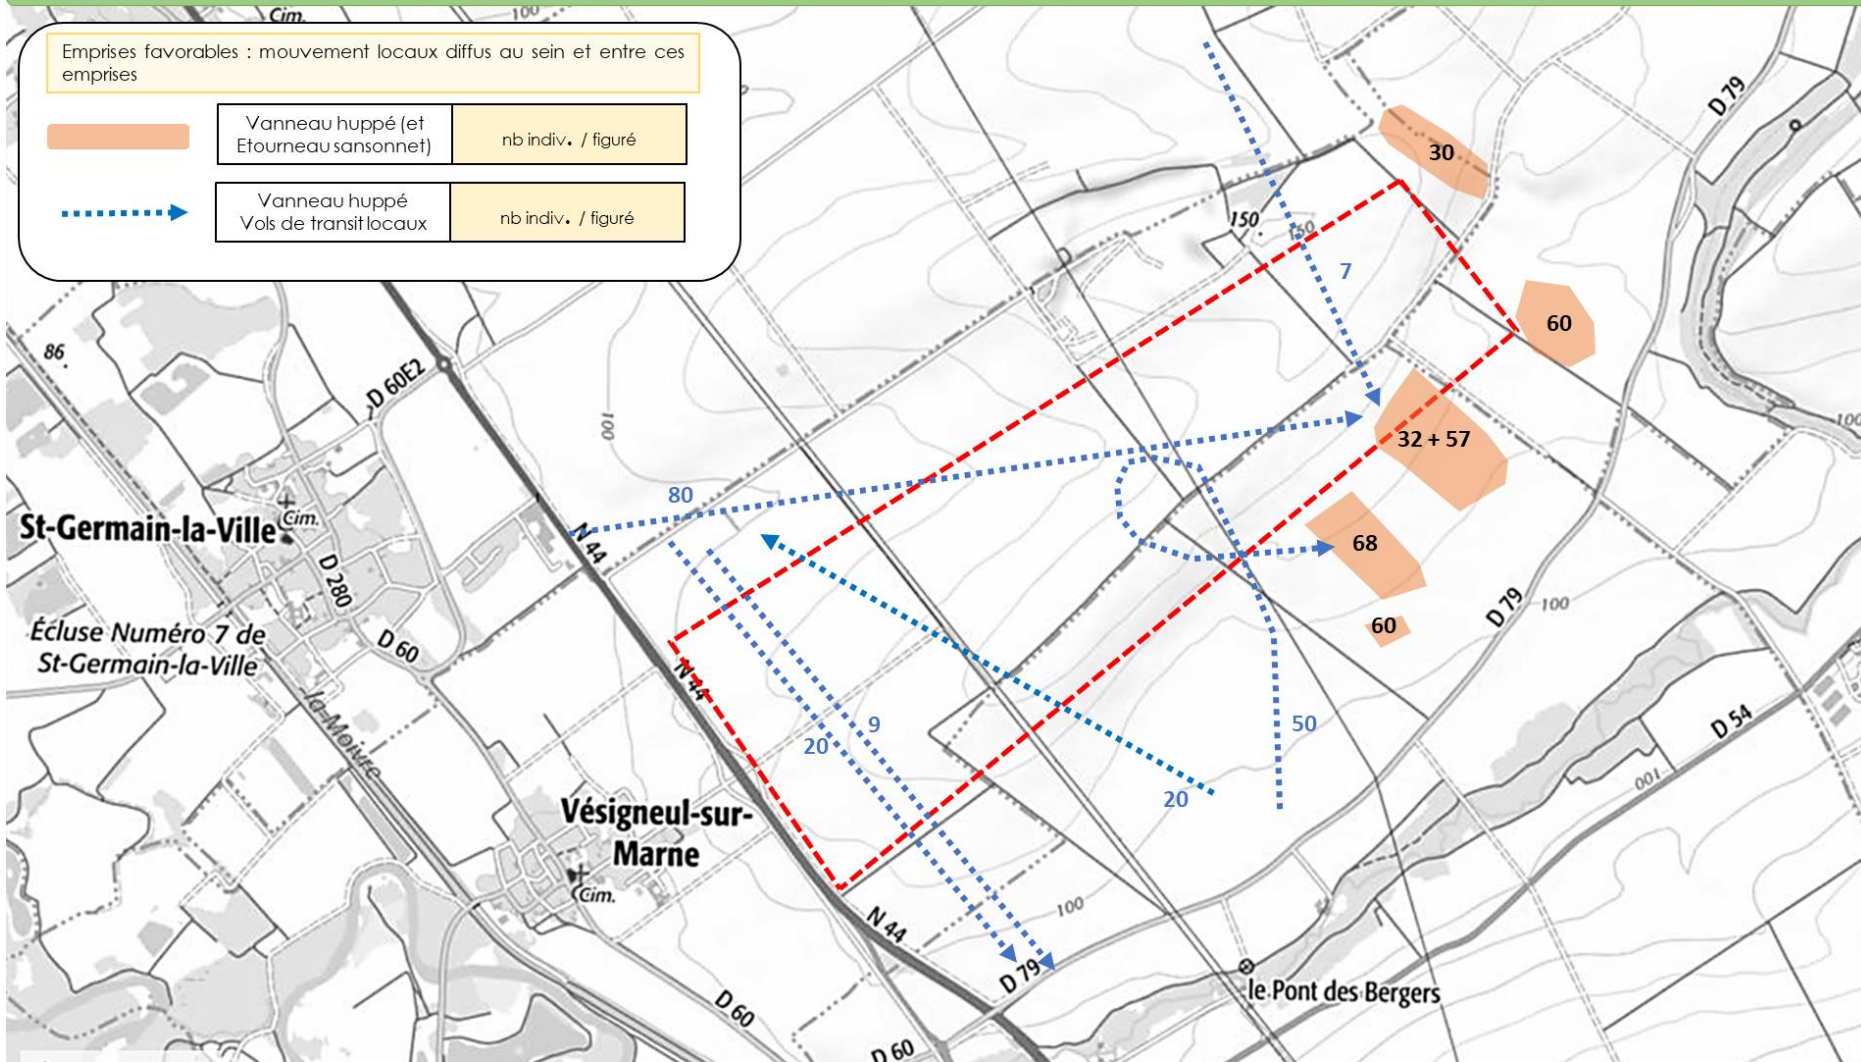 Cim.
100
Emprises favorables : mouvement locaux diffus au sein et entre ces
emprises
Vanneau huppé (et
Etourneau sansonnet)
nb indiv. / figuré
Vanneau huppé
Vols de transit locaux
nb indiv. / figuré
D 79
30
150
150
7
60
86
D 60E2
100
100
32 + 57
80
St-Germain-la-Ville
Cim.
N 44
68
D 280
100
D 79
60
Écluse Numéro 7 de
St-Germain-la-Ville
D 60
N 44
la Moivre
9
20
50
D 54
20
100
Vésigneul-sur-
Marne
Cim.
100
N 44
D 79
le Pont des Bergers
D 60
D 60